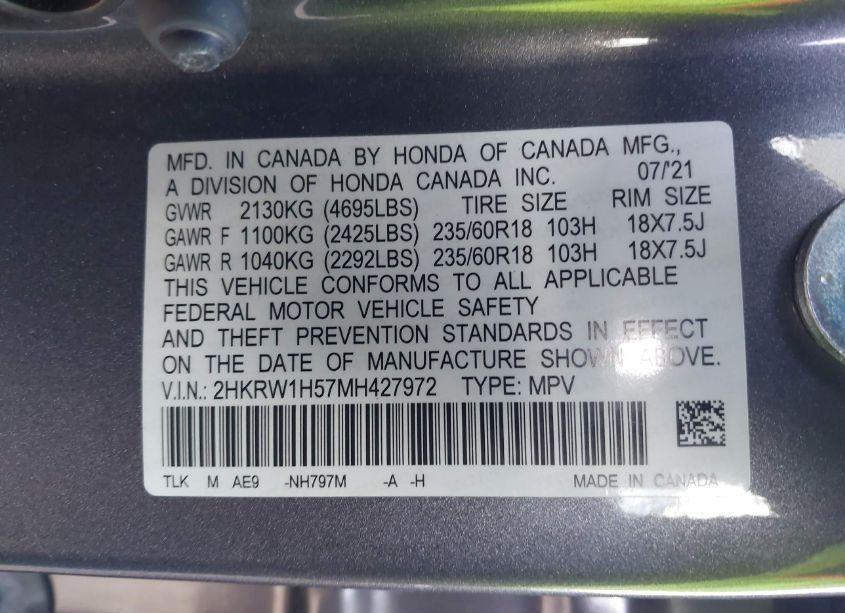 MFD. IN CANADA BY HONDA OF CANADA MFG.,
A DIVISION OF HONDA CANADA INC. 07/'21
GVWR 2130KG (4695LBS) TIRE SIZE RIM SIZE
GAWR F 1100KG (2425LBS) 235/60R18 103H 18X7.5J
GAWR R 1040KG (2292LBS) 235/60R18 103H 18X7.5J
THIS VEHICLE CONFORMS TO ALL APPLICABLE
FEDERAL MOTOR VEHICLE SAFETY
AND THEFT PREVENTION STANDARDS IN EFFECT
ON THE DATE OF MANUFACTURE SHOWN ABOVE.
V.I.N.: 2HKRW1H57MH427972 TYPE: MPV
TLK M AE9 -NH797M -A -H MADE IN CANADA